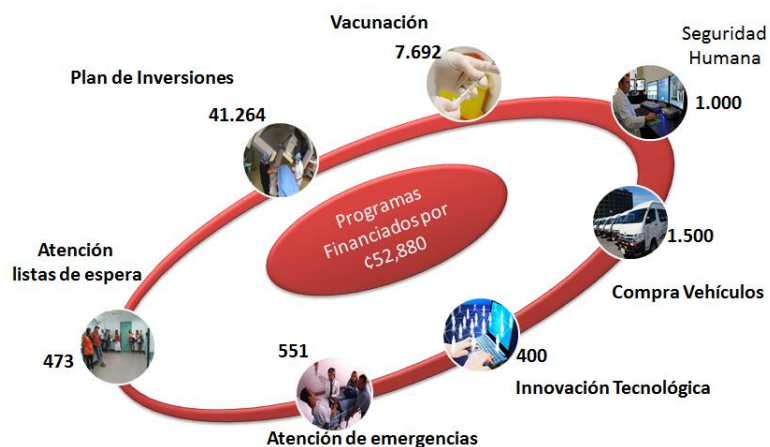 Vacunación
7.692
Seguridad
Humana
1.000
Plan de Inversiones
41.264
Programas
Financiados por
₵52,880
1.500
Compra Vehículos
Atención
listas de espera
473
551
Atención de emergencias
400
Innovación Tecnológica